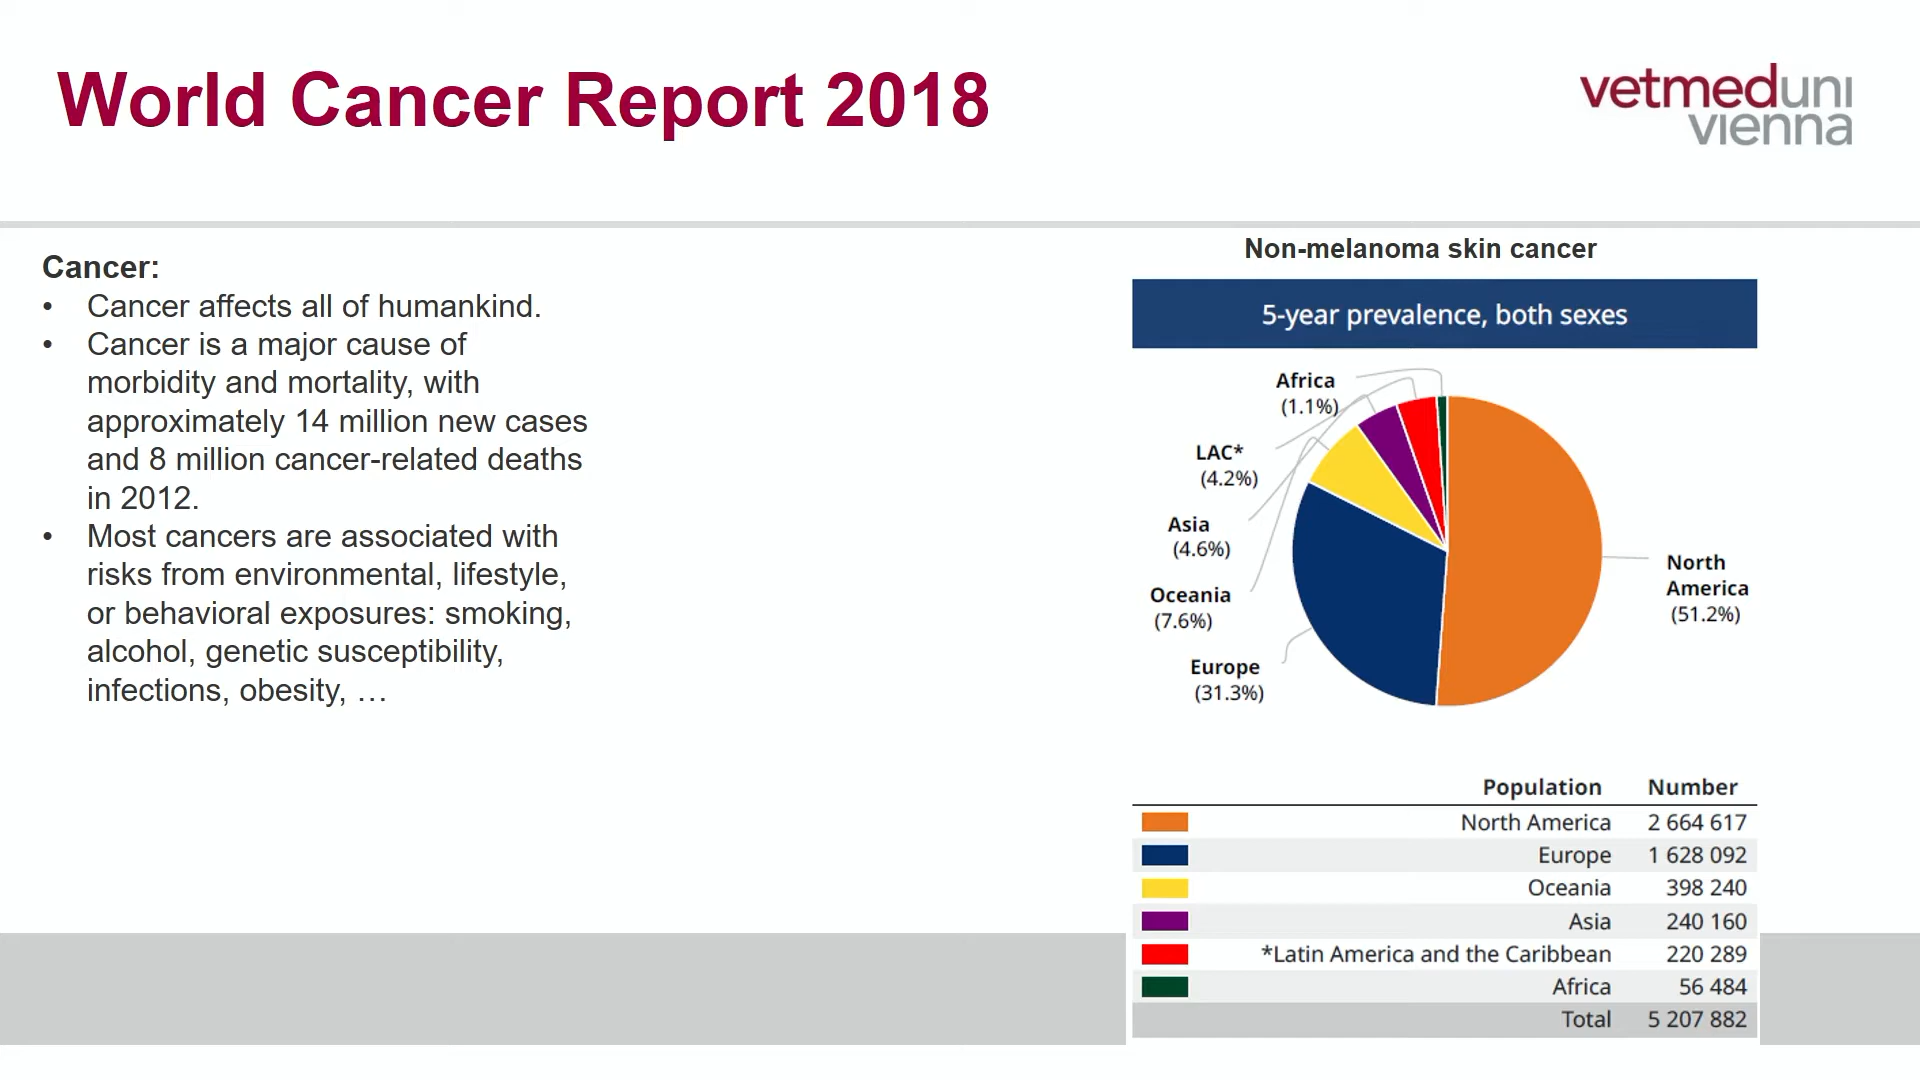 World Cancer Report 2018
vetmeduni
vienna
Cancer:
• Cancer affects all of humankind.
• Cancer is a major cause of
morbidity and mortality, with
approximately 14 million new cases
and 8 million cancer-related deaths
in 2012.
• Most cancers are associated with
risks from environmental, lifestyle,
or behavioral exposures: smoking,
alcohol, genetic susceptibility,
infections, obesity, …
Non-melanoma skin cancer
5-year prevalence, both sexes
Africa
(1.1%)
LAC*
(4.2%)
Asia
(4.6%)
Oceania
(7.6%)
Europe
(31.3%)
North
America
(51.2%)
Population Number
North America 2 664 617
Europe 1 628 092
Oceania 398 240
Asia 240 160
*Latin America and the Caribbean 220 289
Africa 56 484
Total 5 207 882